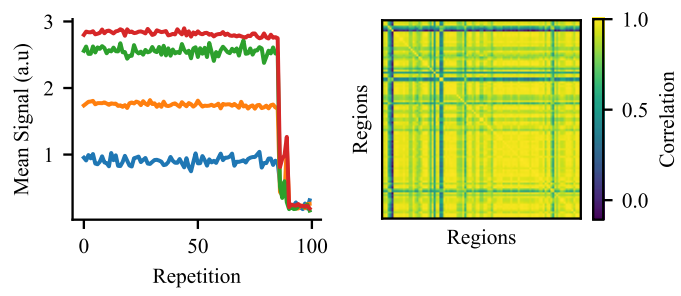 Mean Signal (a.u)
3
2
1
0
50
100
Repetition
Regions
Regions
1.0
0.5
0.0
Correlation